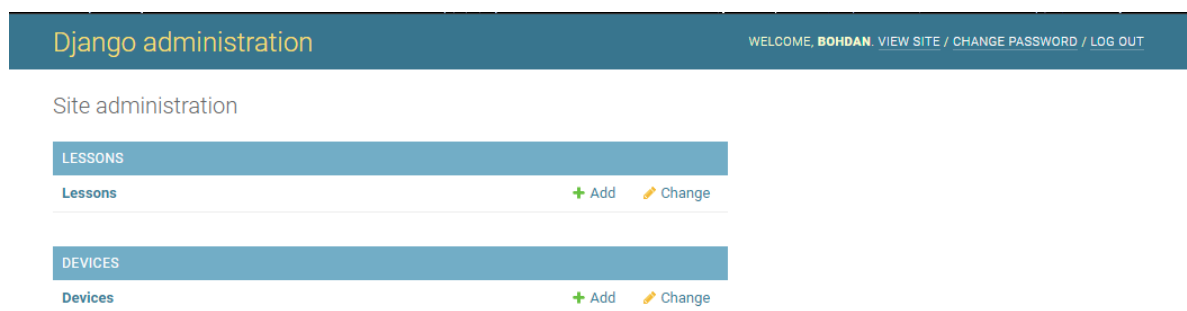 Django administration
WELCOME, BOHDAN. VIEW SITE / CHANGE PASSWORD / LOG OUT
Site administration
LESSONS
Lessons Add Change
DEVICES
Devices Add Change